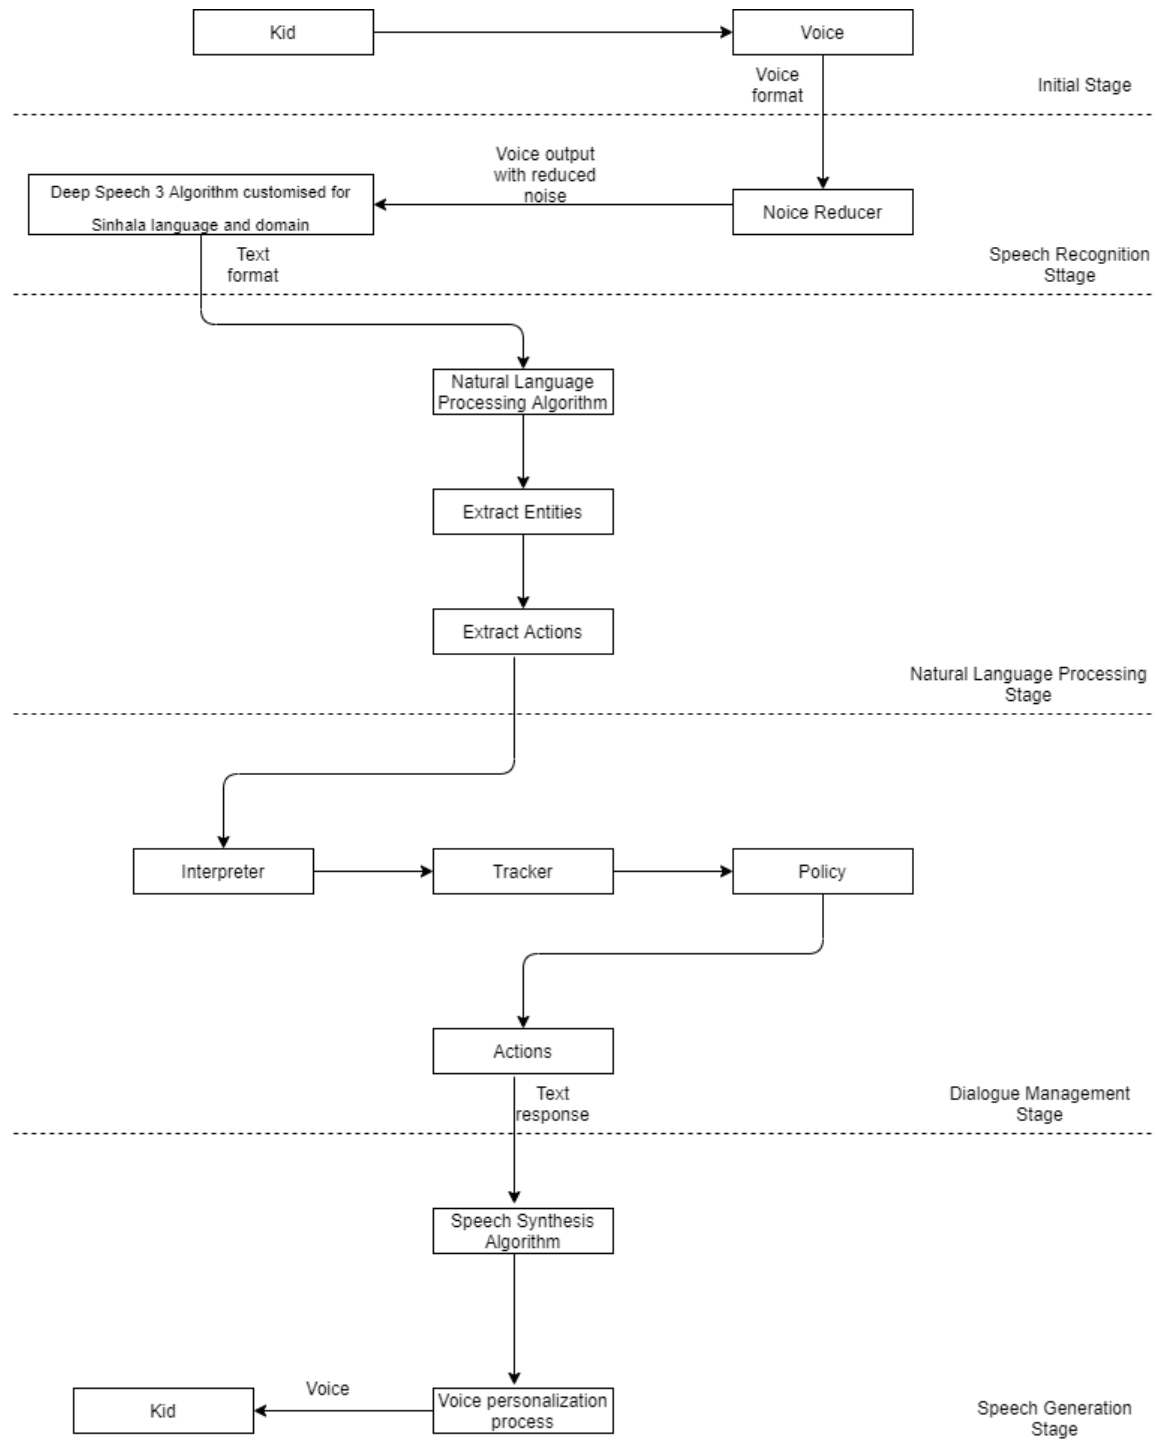 Kid
Voice
Voice
format
Initial Stage
Voice output
with reduced
noise
Deep Speech 3 Algorithm customised for
Sinhala language and domain
Noice Reducer
Text
format
Speech Recognition
Sttage
Natural Language
Processing Algorithm
Extract Entities
Extract Actions
Natural Language Processing
Stage
Interpreter
Tracker
Policy
Actions
Text
response
Dialogue Management
Stage
Speech Synthesis
Algorithm
Voice
Kid
Voice personalization
process
Speech Generation
Stage